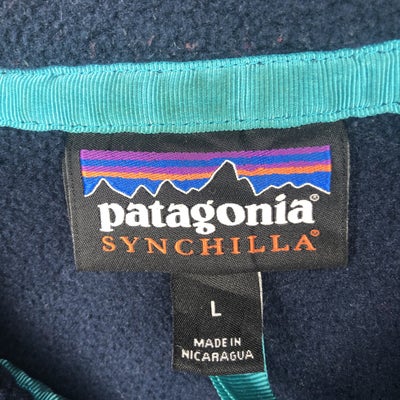 patagonia®
SYNCHILLA®
L
MADE IN
NICARAGUA